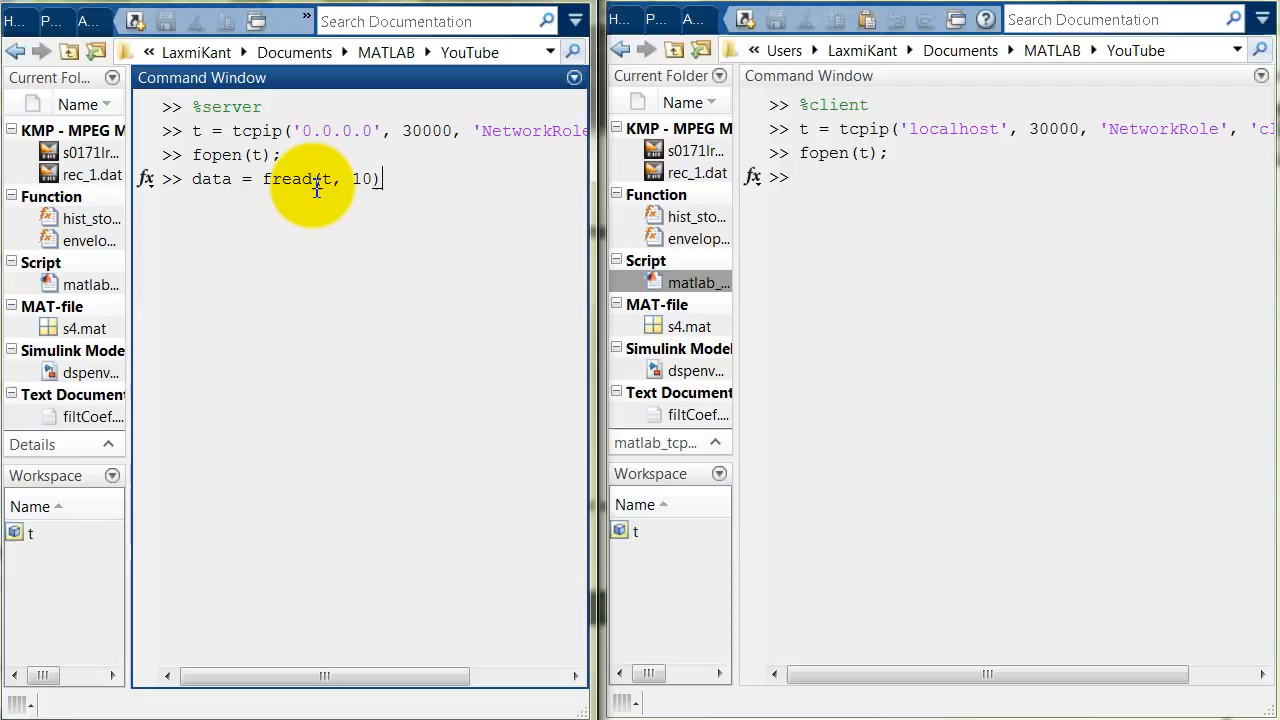 H... P... A... » Search Documentation
« LaxmiKant Documents MATLAB YouTube
Current Fol...
Name
KMP - MPEG M
s0171lr...
rec_1.dat
Function
hist_sto...
envelo...
Script
matlab...
MAT-file
s4.mat
Simulink Mode
dspenv...
Text Documen
filtCoef....
Details
Workspace
Name
t
Command Window
>> %server
>> t = tcpip('0.0.0.0', 30000, 'NetworkRole
>> fopen(t);
fx >> data = fread(t, 10)
H... P... A... Search Documentation
« Users LaxmiKant Documents MATLAB YouTube
Current Folder
Name
KMP - MPEG M
s0171lr...
rec_1.dat
Function
hist_sto...
envelop...
Script
matlab_...
MAT-file
s4.mat
Simulink Model
dspenv...
Text Document
filtCoef....
matlab_tcp...
Workspace
Name
t
Command Window
>> %client
>> t = tcpip('localhost', 30000, 'NetworkRole', 'cl
>> fopen(t);
fx >>